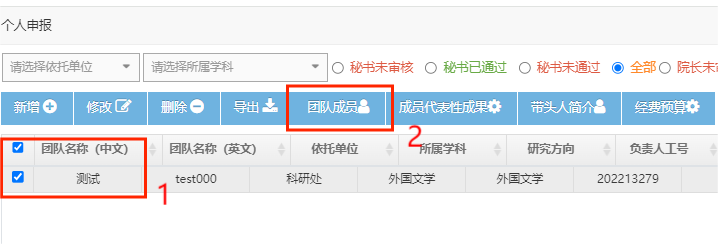 个人申报
请选择依托单位 请选择所属学科 秘书未审核 秘书已通过 秘书未通过 全部 院长未
新增 修改 删除 导出 团队成员 成员代表性成果 带头人简介 经费预算
2
团队名称（中文） 团队名称（英文） 依托单位 所属学科 研究方向 负责人工号
测试 test000 科研处 外国文学 外国文学 202213279
1